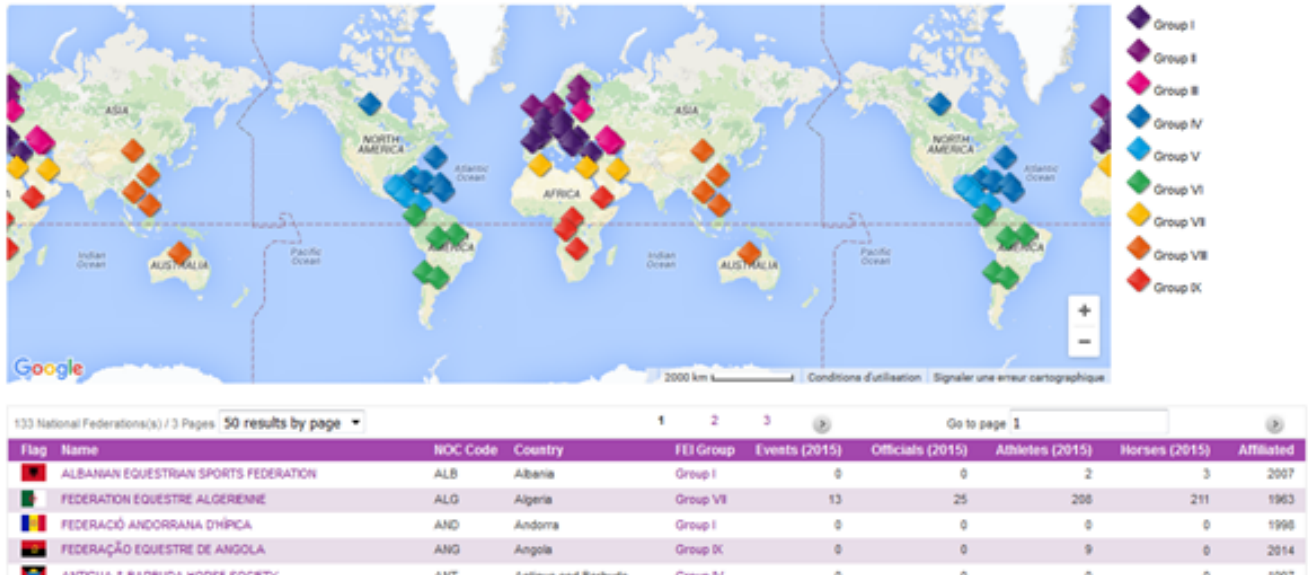 Group I
Group II
Group III
Group IV
Group V
Group VI
Group VII
Group VIII
Group IX
ASIA
NORTH
AMERICA
Atlantic
Ocean
AFRICA
ASIA
NORTH
AMERICA
Atlantic
Ocean
Indian
Ocean
AUSTRALIA
Pacific
Ocean
AMERICA
Indian
Ocean
AUSTRALIA
Pacific
Ocean
AMERICA
+
−
Google
2000 km Conditions d'utilisation Signaler une erreur cartographique
133 National Federations(s) / 3 Pages 50 results by page 1 2 3 Go to page 1
Flag Name NOC Code Country FEI Group Events (2015) Officials (2015) Athletes (2015) Horses (2015) Affiliated
ALBANIAN EQUESTRIAN SPORTS FEDERATION ALB Albania Group I 0 0 2 3 2007
FEDERATION EQUESTRE ALGERIENNE ALG Algeria Group VII 13 25 208 211 1963
FEDERACIÓ ANDORRANA D'HÍPICA AND Andorra Group I 0 0 0 0 1998
FEDERAÇÃO EQUESTRE DE ANGOLA ANG Angola Group IX 0 0 9 0 2014